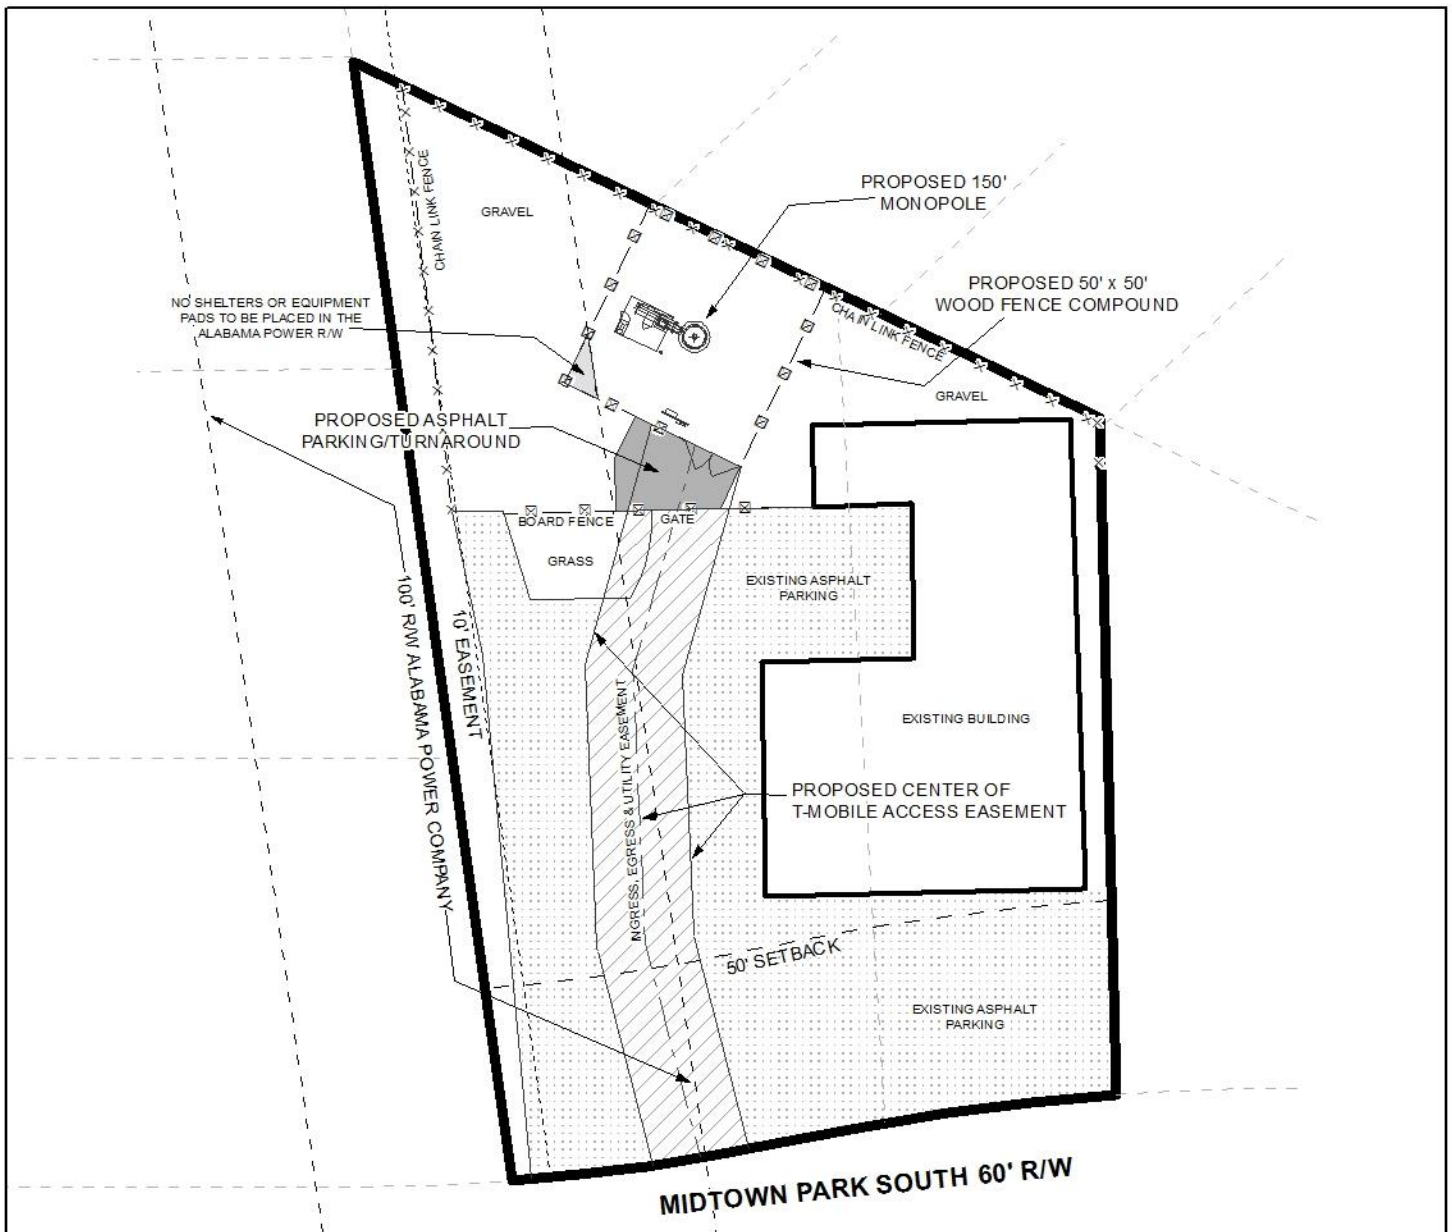 PROPOSED 150'
MONOPOLE
CHAIN LINK FENCE
GRAVEL
PROPOSED 50' x 50'
WOOD FENCE COMPOUND
NO SHELTERS OR EQUIPMENT
PADS TO BE PLACED IN THE
ALABAMA POWER R/W
CHAIN LINK FENCE
GRAVEL
PROPOSED ASPHALT
PARKING/TURNAROUND
BOARD FENCE
GATE
GRASS
EXISTING ASPHALT
PARKING
100' R/W ALABAMA POWER COMPANY
10' EASEMENT
INGRESS, EGRESS & UTILITY EASEMENT
EXISTING BUILDING
PROPOSED CENTER OF
T-MOBILE ACCESS EASEMENT
50' SETBACK
EXISTING ASPHALT
PARKING
MIDTOWN PARK SOUTH 60' R/W